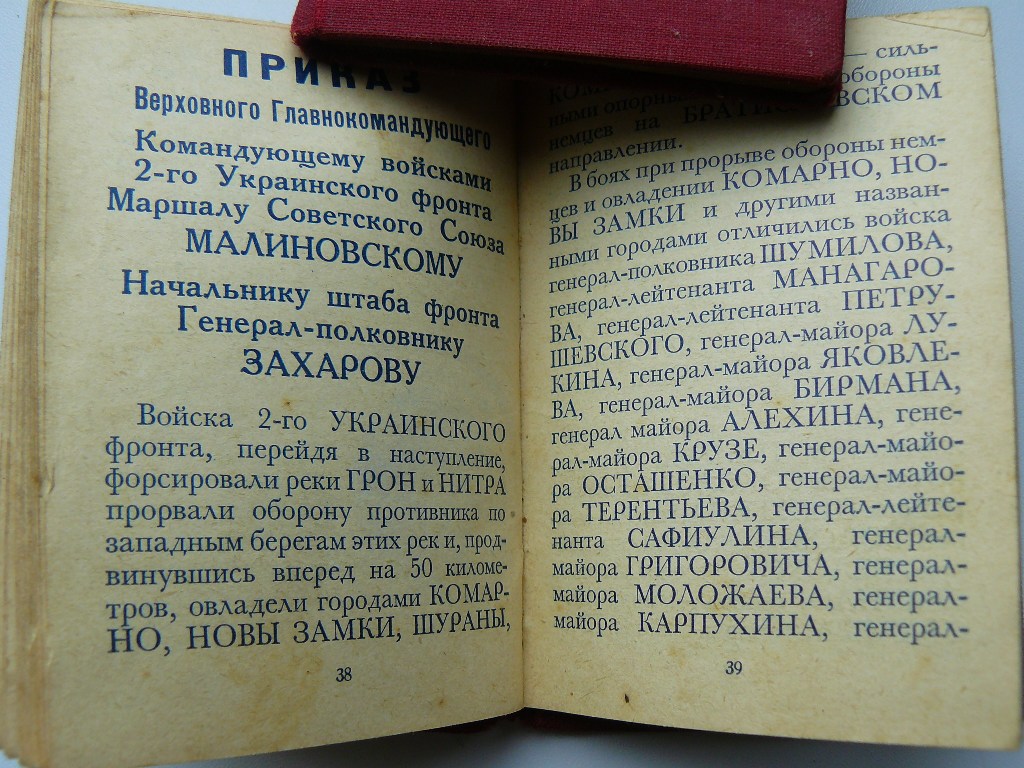 ПРИКАЗ
Верховного Главнокомандующего
Командующему войсками
2-го Украинского фронта
Маршалу Советского Союза
МАЛИНОВСКОМУ
Начальнику штаба фронта
Генерал-полковнику
ЗАХАРОВУ
Войска 2-го УКРАИНСКОГО
фронта, перейдя в наступление,
форсировали реки ГРОН и НИТРА
прорвали оборону противника по
западным берегам этих рек и, прод-
винувшись вперед на 50 киломе-
тров, овладели городами КОМАР-
НО, НОВЫ ЗАМКИ, ШУРАНЫ,
38
— силь-
ными опорн обороны
немцев на БРАТИ ВСКОМ
направлении.
В боях при прорыве обороны нем-
цев и овладении КОМАРНО, НО-
ВЫ ЗАМКИ и другими назван-
ными городами отличились войска
генерал-полковника ШУМИЛОВА,
генерал-лейтенанта МАНАГАРО-
ВА, генерал-лейтенанта ПЕТРУ-
ШЕВСКОГО, генерал-майора ЛУ-
КИНА, генерал-майора ЯКОВЛЕ-
ВА, генерал-майора БИРМАНА,
генерал майора АЛЕХИНА, гене-
рал-майора КРУЗЕ, генерал-майо-
ра ОСТАШЕНКО, генерал-майо-
ра ТЕРЕНТЬЕВА, генерал-лейте-
нанта САФИУЛИНА, генерал-
майора ГРИГОРОВИЧА, генерал-
майора МОЛОЖАЕВА, генерал-
майора КАРПУХИНА, генерал-
39